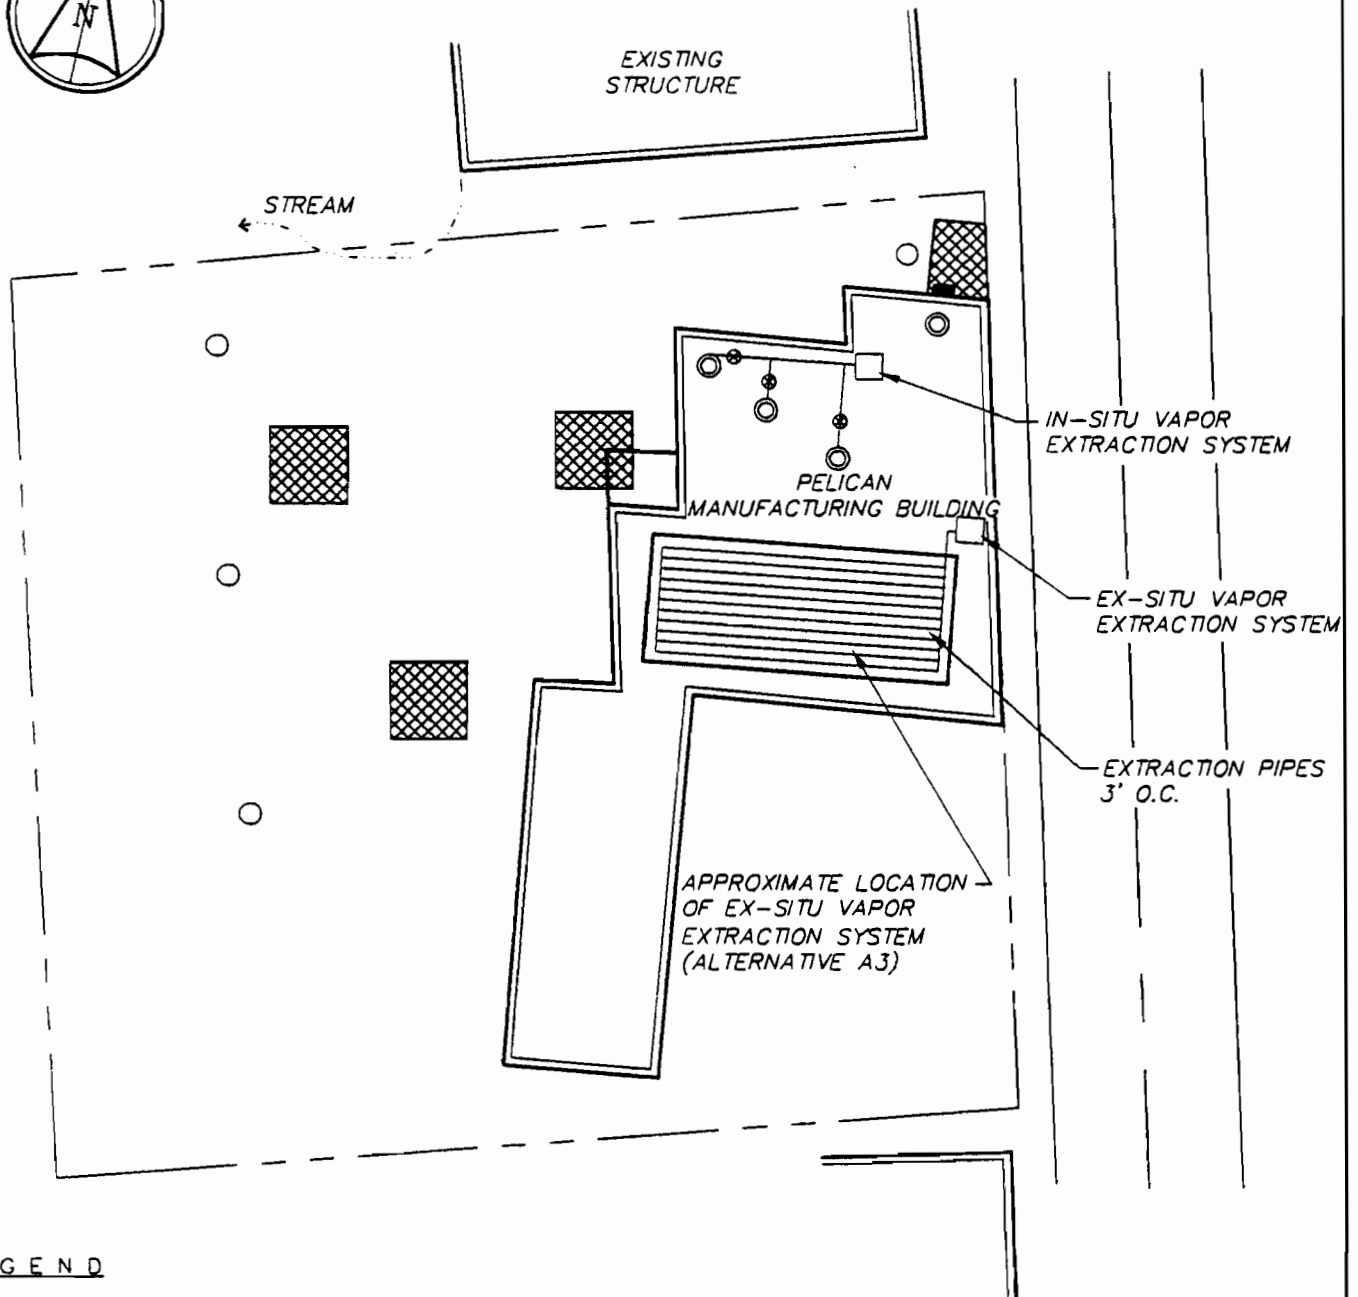 N
EXISTING
STRUCTURE
STREAM
IN-SITU VAPOR
EXTRACTION SYSTEM
PELICAN
MANUFACTURING BUILDING
EX-SITU VAPOR
EXTRACTION SYSTEM
EXTRACTION PIPES
3' O.C.
APPROXIMATE LOCATION
OF EX-SITU VAPOR
EXTRACTION SYSTEM
(ALTERNATIVE A3)
G E N D